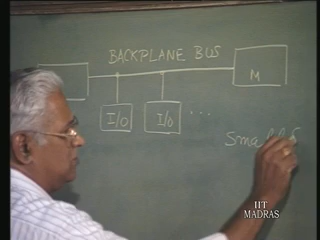 BACKPLANE BUS
M
I/O I/O ...
small
IIT
MADRAS